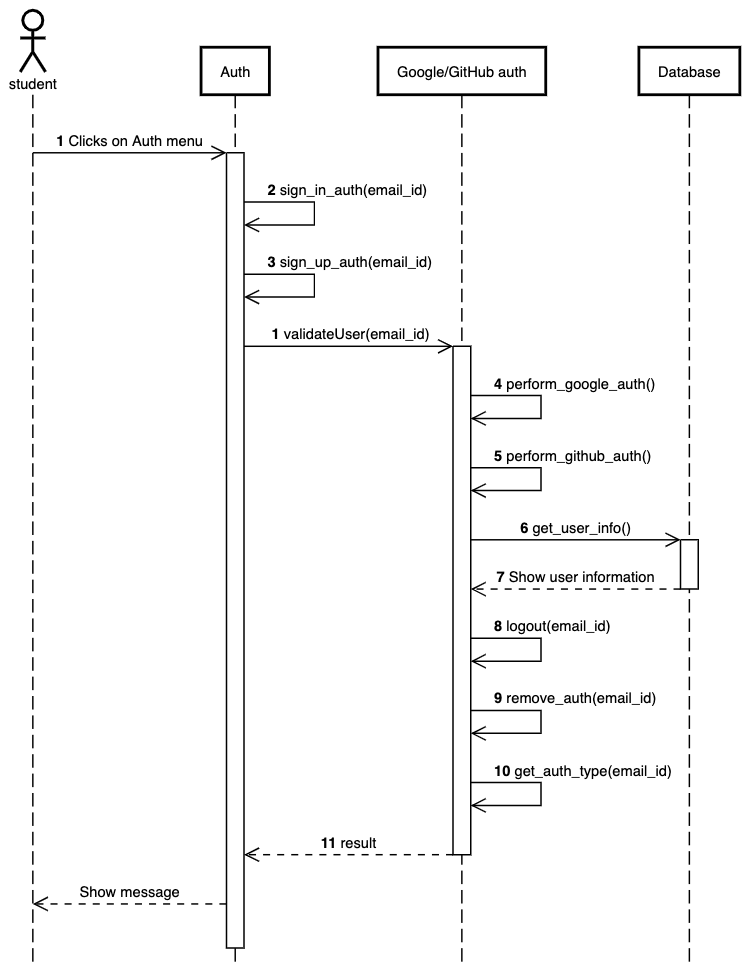 student
Auth
Google/GitHub auth
Database
1 Clicks on Auth menu
2 sign_in_auth(email_id)
3 sign_up_auth(email_id)
1 validateUser(email_id)
4 perform_google_auth()
5 perform_github_auth()
6 get_user_info()
7 Show user information
8 logout(email_id)
9 remove_auth(email_id)
10 get_auth_type(email_id)
11 result
Show message